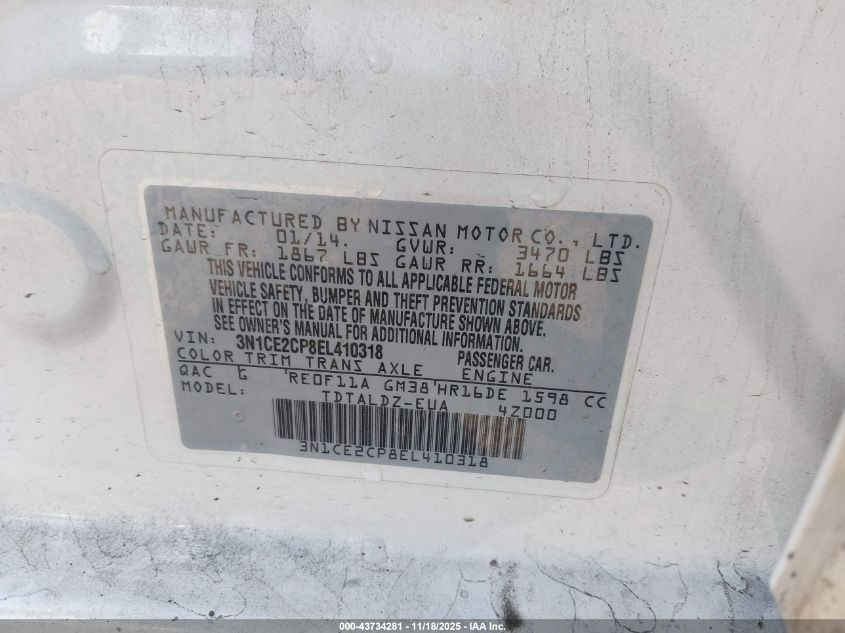 MANUFACTURED BY NISSAN MOTOR CO., LTD.
DATE: 01/14. GVWR: 3470 LBS
GAWR FR: 1867 LBS GAWR RR: 1664 LBS
THIS VEHICLE CONFORMS TO ALL APPLICABLE FEDERAL MOTOR
VEHICLE SAFETY, BUMPER AND THEFT PREVENTION STANDARDS
IN EFFECT ON THE DATE OF MANUFACTURE SHOWN ABOVE.
SEE OWNER'S MANUAL FOR ADDITIONAL INFORMATION.
VIN: 3N1CE2CP8EL410318 PASSENGER CAR.
COLOR TRIM TRANS AXLE ENGINE
QAC G RE0F11A GM38 HR16DE 1598 CC
MODEL: TDTALDZ-EUA 4Z000
3N1CE2CP8EL410318
000-43734281 - 11/18/2025 - IAA Inc.